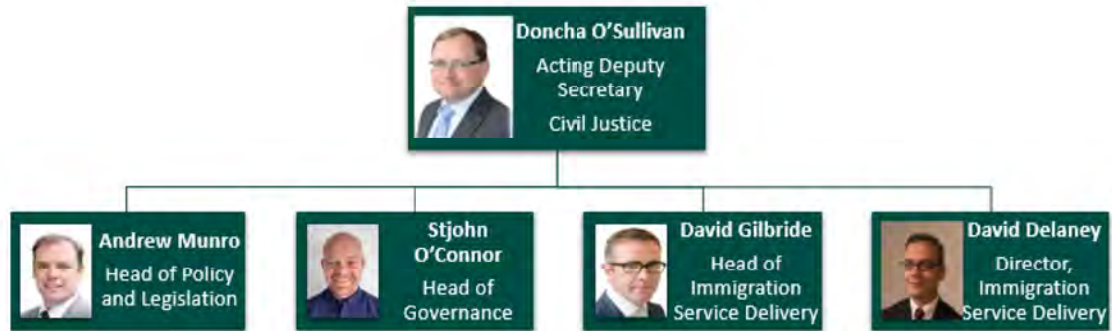 Doncha O'Sullivan
Acting Deputy
Secretary
Civil Justice
Andrew Munro
Head of Policy
and Legislation
Stjohn
O'Connor
Head of
Governance
David Gilbride
Head of
Immigration
Service Delivery
David Delaney
Director,
Immigration
Service Delivery